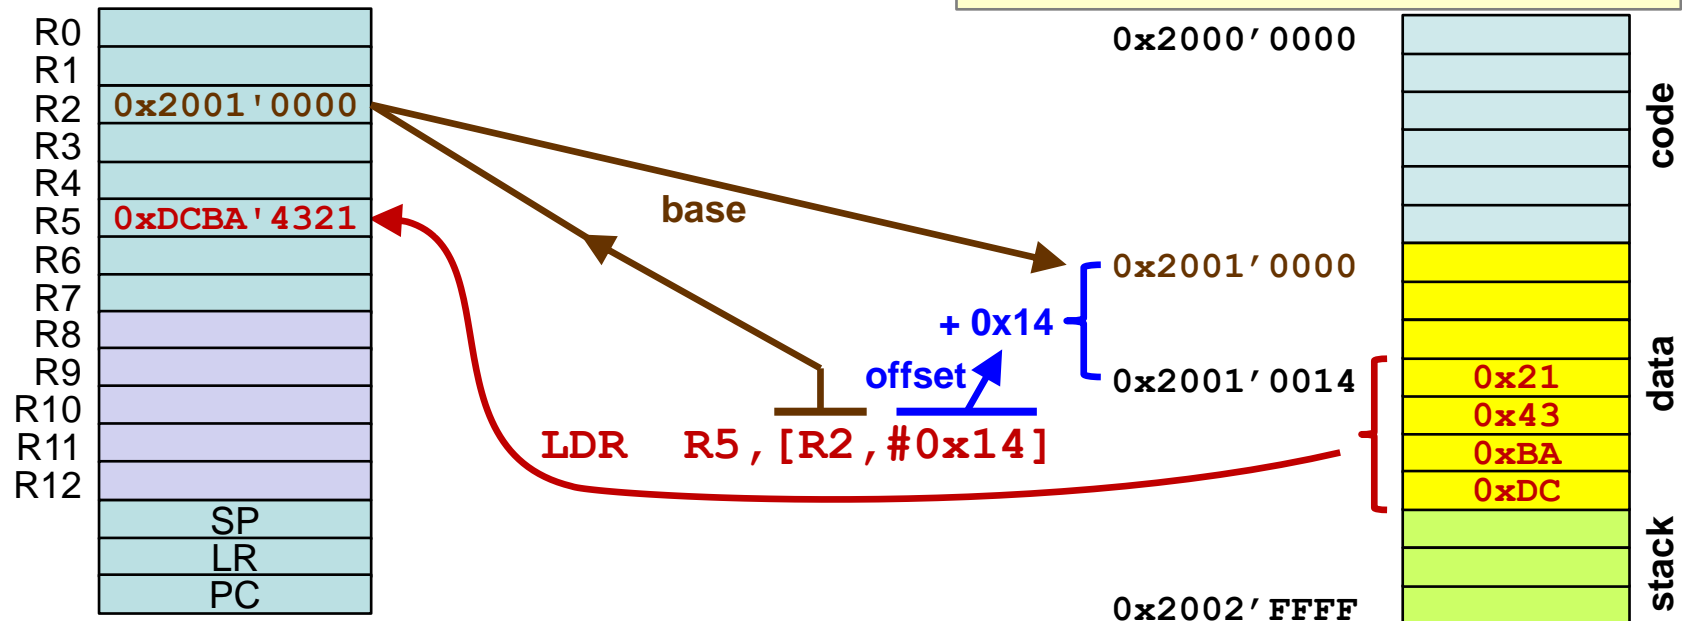 R0
R1
R2 0x2001'0000
R3
R4
R5 0xDCBA'4321
R6
R7
R8
R9
R10
R11
R12
SP
LR
PC
base
+ 0x14
offset
LDR R5,[R2,#0x14]
0x2000’0000
0x2001’0000
0x2001’0014
0x2002’FFFF
0x21
0x43
0xBA
0xDC
code
data
stack